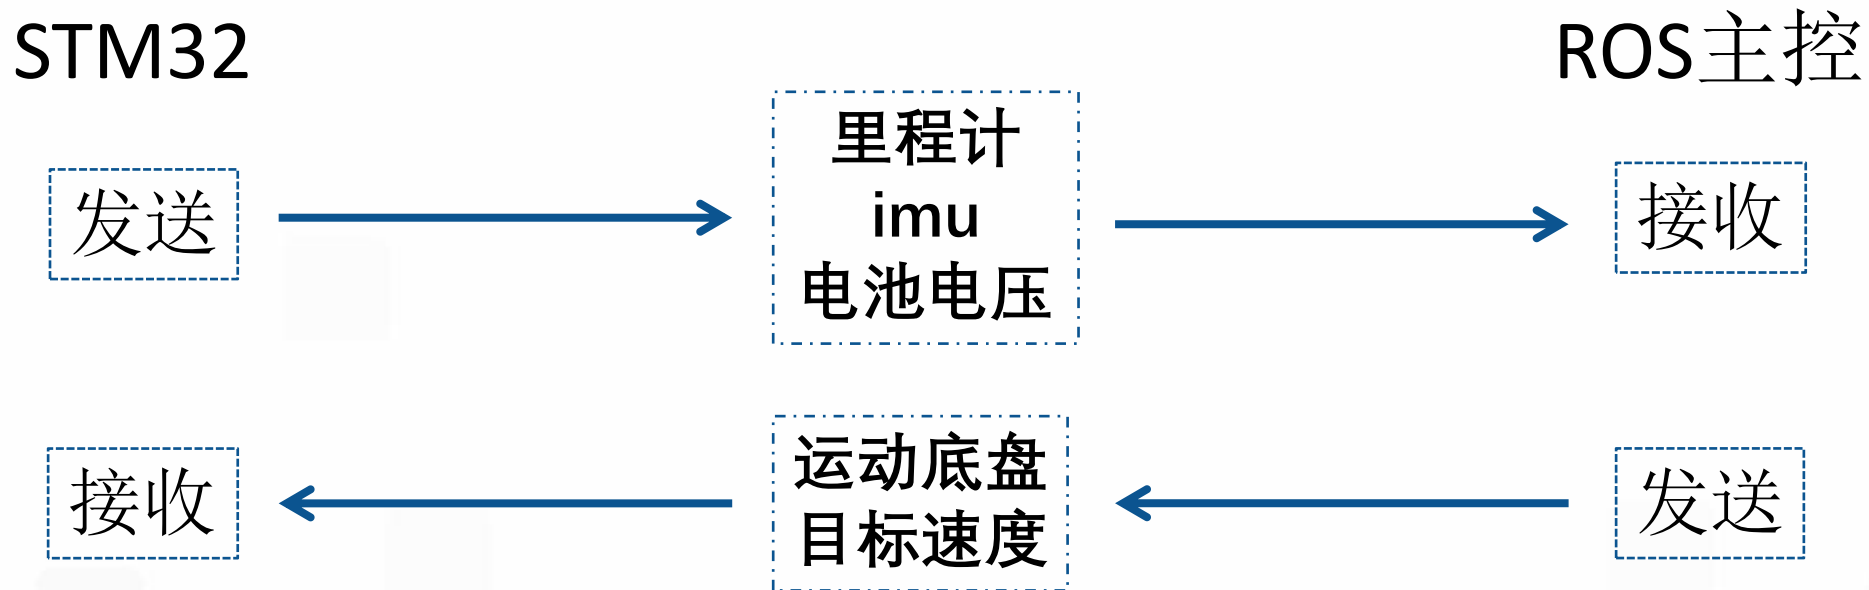 STM32
ROS主控
发送
里程计
imu
电池电压
接收
接收
运动底盘
目标速度
发送